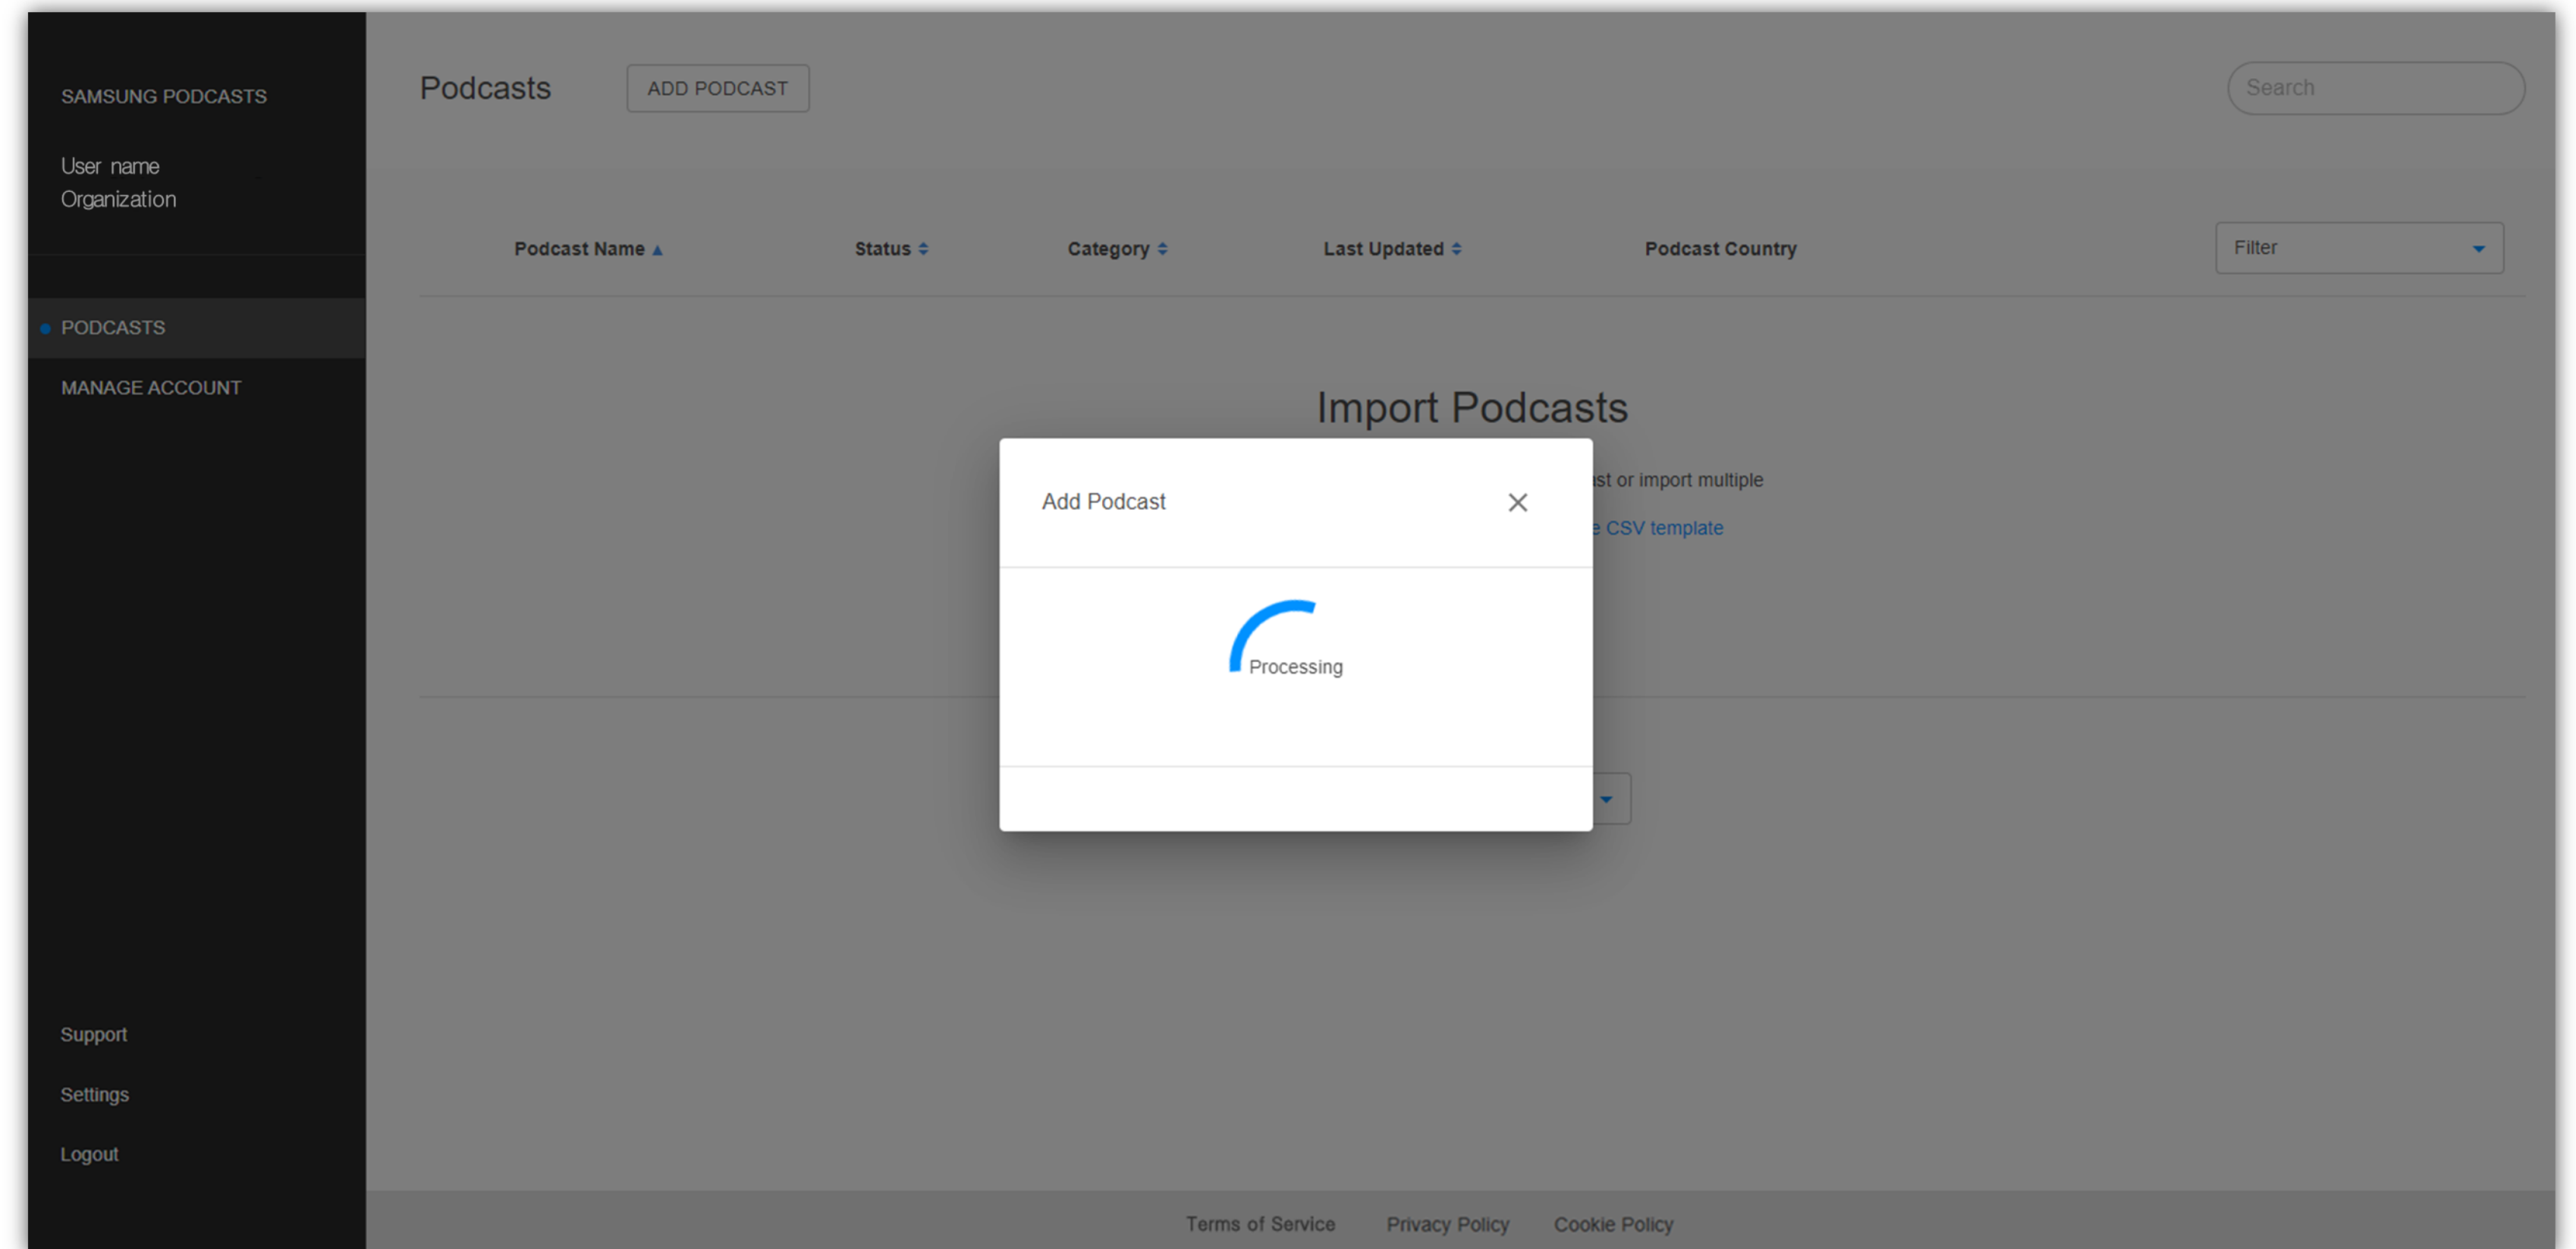 SAMSUNG PODCASTS
User name
Organization
PODCASTS
MANAGE ACCOUNT
Support
Settings
Logout
Podcasts
ADD PODCAST
Search
Podcast Name
Status
Category
Last Updated
Podcast Country
Filter
Import Podcasts
or import multiple
CSV template
Add Podcast
Processing
Terms of Service
Privacy Policy
Cookie Policy